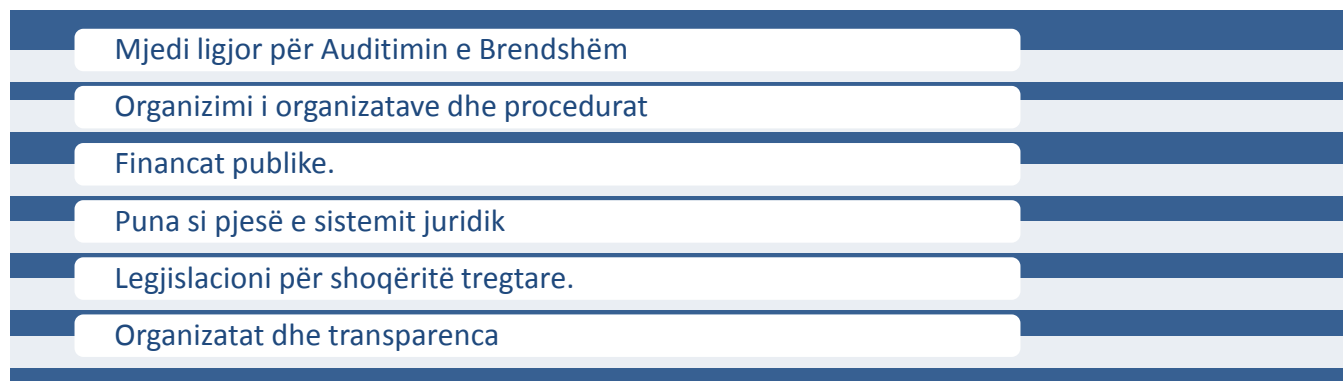 Mjedi ligjor për Auditimin e Brendshëm
Organizimi i organizatave dhe procedurat
Financat publike.
Puna si pjesë e sistemit juridik
Legjislacioni për shoqëritë tregtare.
Organizatat dhe transparenca